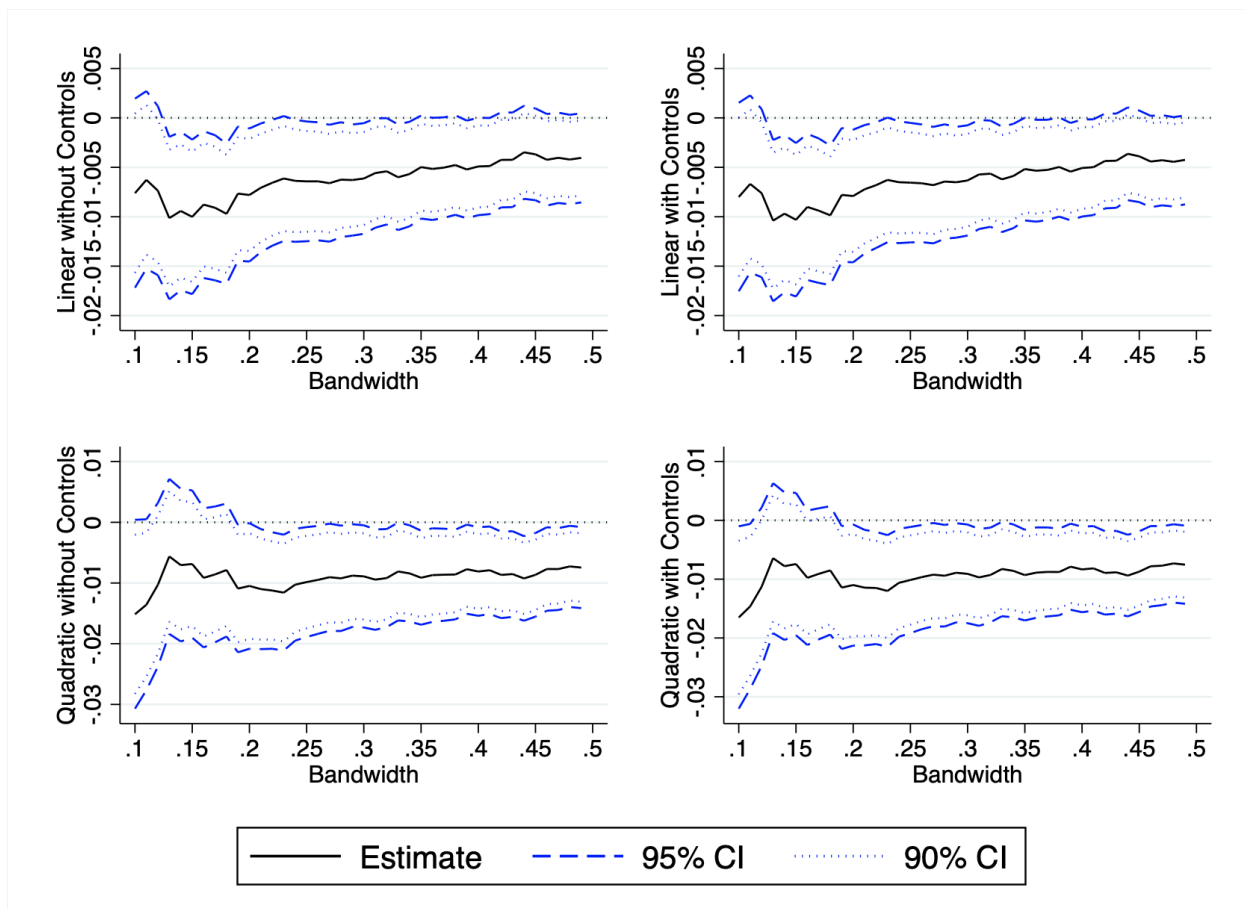 Linear without Controls
.005
0
-.005
-.01
-.015
-.02
.1 .15 .2 .25 .3 .35 .4 .45 .5
Bandwidth
Linear with Controls
.005
0
-.005
-.01
-.015
-.02
.1 .15 .2 .25 .3 .35 .4 .45 .5
Bandwidth
Quadratic without Controls
.01
0
-.01
-.02
-.03
.1 .15 .2 .25 .3 .35 .4 .45 .5
Bandwidth
Quadratic with Controls
.01
0
-.01
-.02
-.03
.1 .15 .2 .25 .3 .35 .4 .45 .5
Bandwidth
Estimate 95% CI 90% CI